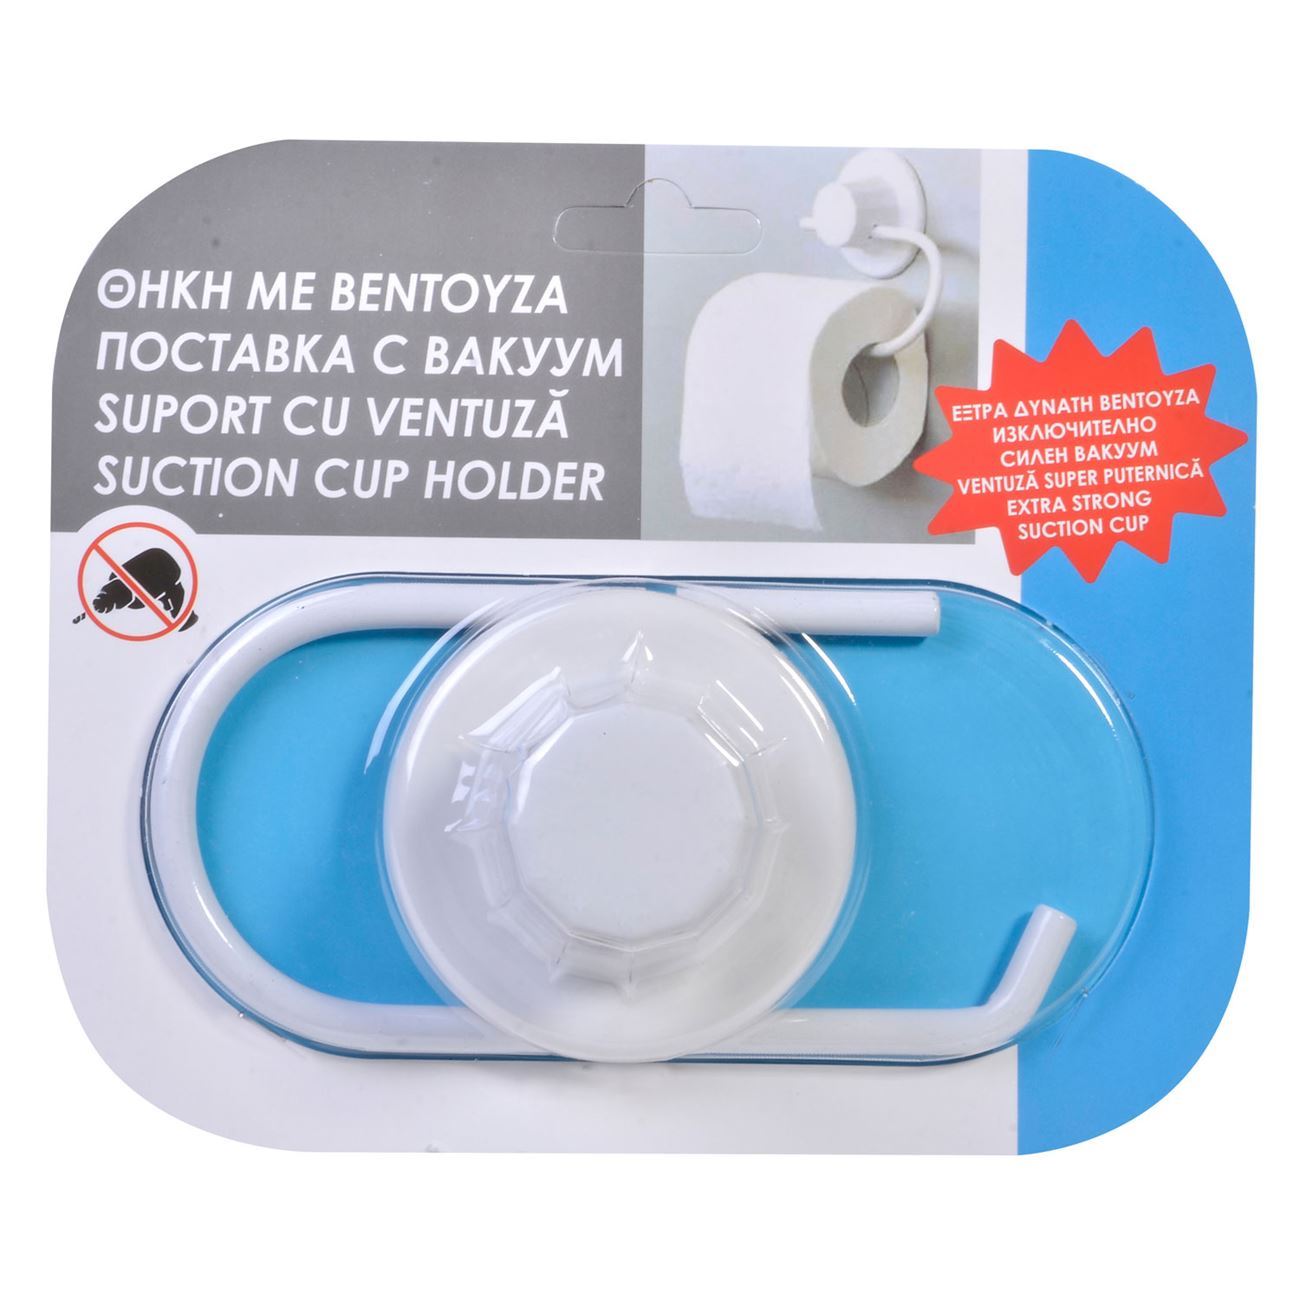 ΘΗΚΗ ΜΕ ΒΕΝΤΟΥΖΑ
ПОСТАВКА С ВАКУУМ
SUPORT CU VENTUZĂ
SUCTION CUP HOLDER
ΕΞΤΡΑ ΔΥΝΑΤΗ ΒΕΝΤΟΥΖΑ
ИЗКЛЮЧИТЕЛНО
СИЛЕН ВАКУУМ
VENTUZĂ SUPER PUTERNICĂ
EXTRA STRONG
SUCTION CUP